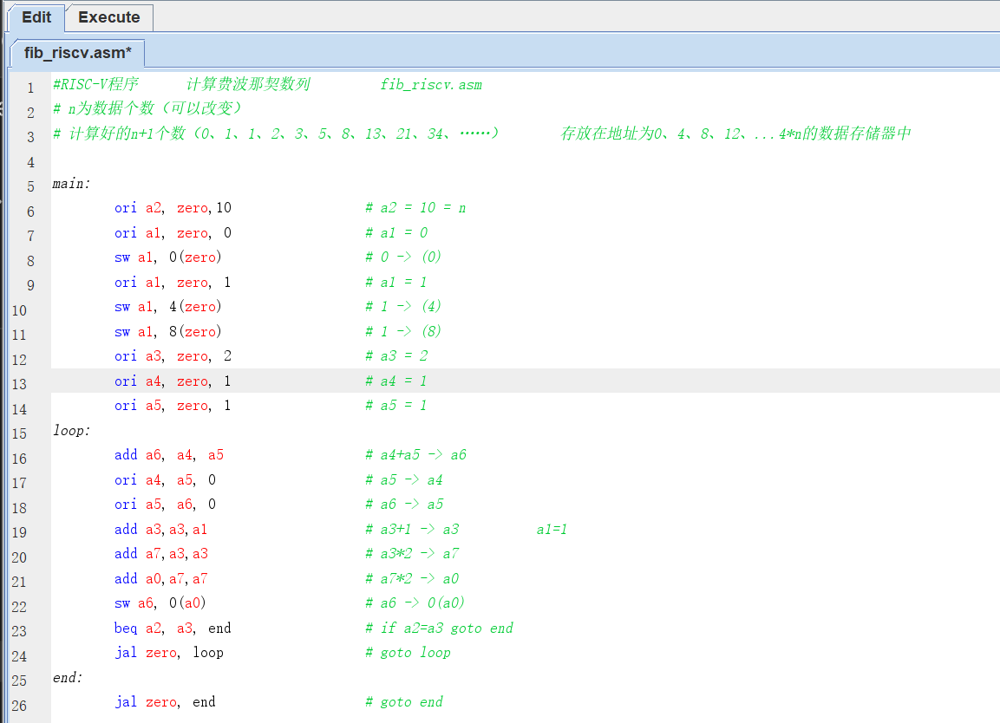 Edit Execute
fib_riscv.asm*
1 #RISC-V程序 计算费波那契数列 fib_riscv.asm
2 # n为数据个数（可以改变）
3 # 计算好的n+1个数（0、1、1、2、3、5、8、13、21、34、……） 存放在地址为0、4、8、12、...4*n的数据存储器中
4
5 main:
6 ori a2, zero,10 # a2 = 10 = n
7 ori a1, zero, 0 # a1 = 0
8 sw a1, 0(zero) # 0 -> (0)
9 ori a1, zero, 1 # a1 = 1
10 sw a1, 4(zero) # 1 -> (4)
11 sw a1, 8(zero) # 1 -> (8)
12 ori a3, zero, 2 # a3 = 2
13 ori a4, zero, 1 # a4 = 1
14 ori a5, zero, 1 # a5 = 1
15 loop:
16 add a6, a4, a5 # a4+a5 -> a6
17 ori a4, a5, 0 # a5 -> a4
18 ori a5, a6, 0 # a6 -> a5
19 add a3,a3,a1 # a3+1 -> a3 a1=1
20 add a7,a3,a3 # a3*2 -> a7
21 add a0,a7,a7 # a7*2 -> a0
22 sw a6, 0(a0) # a6 -> 0(a0)
23 beq a2, a3, end # if a2=a3 goto end
24 jal zero, loop # goto loop
25 end:
26 jal zero, end # goto end